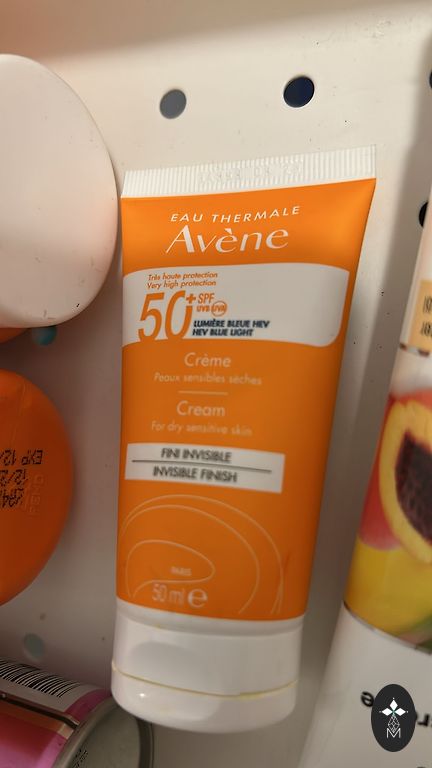 EAU THERMALE
Avène
Très haute protection
Very high protection
50+ SPF
UVB UVA
LUMIÈRE BLEUE HEV
HEV BLUE LIGHT
Crème
Peaux sensibles sèches
Cream
For dry sensitive skin
FINI INVISIBLE
INVISIBLE FINISH
PARIS
50 ml e